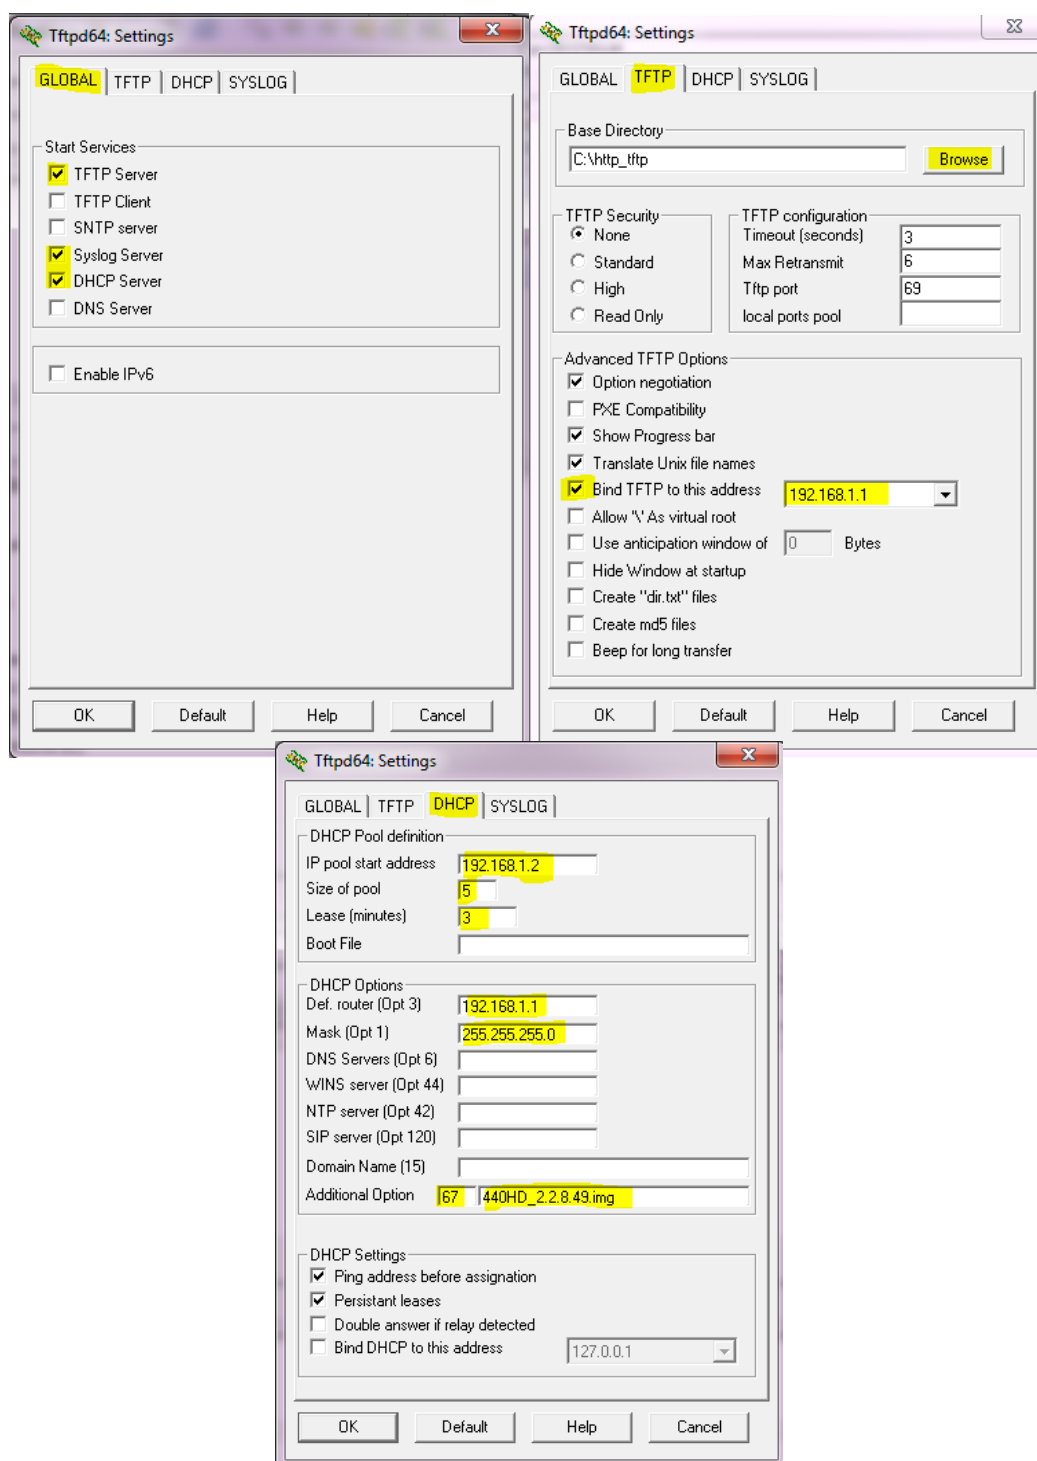 Tftpd64: Settings
GLOBAL TFTP DHCP SYSLOG
Start Services
TFTP Server
TFTP Client
SNTP server
Syslog Server
DHCP Server
DNS Server
Enable IPv6
OK Default Help Cancel
Tftpd64: Settings
GLOBAL TFTP DHCP SYSLOG
Base Directory
C:\http_tftp Browse
TFTP Security
None
Standard
High
Read Only
TFTP configuration
Timeout (seconds) 3
Max Retransmit 6
Tftp port 69
local ports pool
Advanced TFTP Options
Option negotiation
PXE Compatibility
Show Progress bar
Translate Unix file names
Bind TFTP to this address 192.168.1.1
Allow '\' As virtual root
Use anticipation window of 0 Bytes
Hide Window at startup
Create "dir.txt" files
Create md5 files
Beep for long transfer
OK Default Help Cancel
Tftpd64: Settings
GLOBAL TFTP DHCP SYSLOG
DHCP Pool definition
IP pool start address 192.168.1.2
Size of pool 5
Lease (minutes) 3
Boot File
DHCP Options
Def. router (Opt 3) 192.168.1.1
Mask (Opt 1) 255.255.255.0
DNS Servers (Opt 6)
WINS server (Opt 44)
NTP server (Opt 42)
SIP server (Opt 120)
Domain Name (15)
Additional Option 67 440HD_2.2.8.49.img
DHCP Settings
Ping address before assignation
Persistant leases
Double answer if relay detected
Bind DHCP to this address 127.0.0.1
OK Default Help Cancel